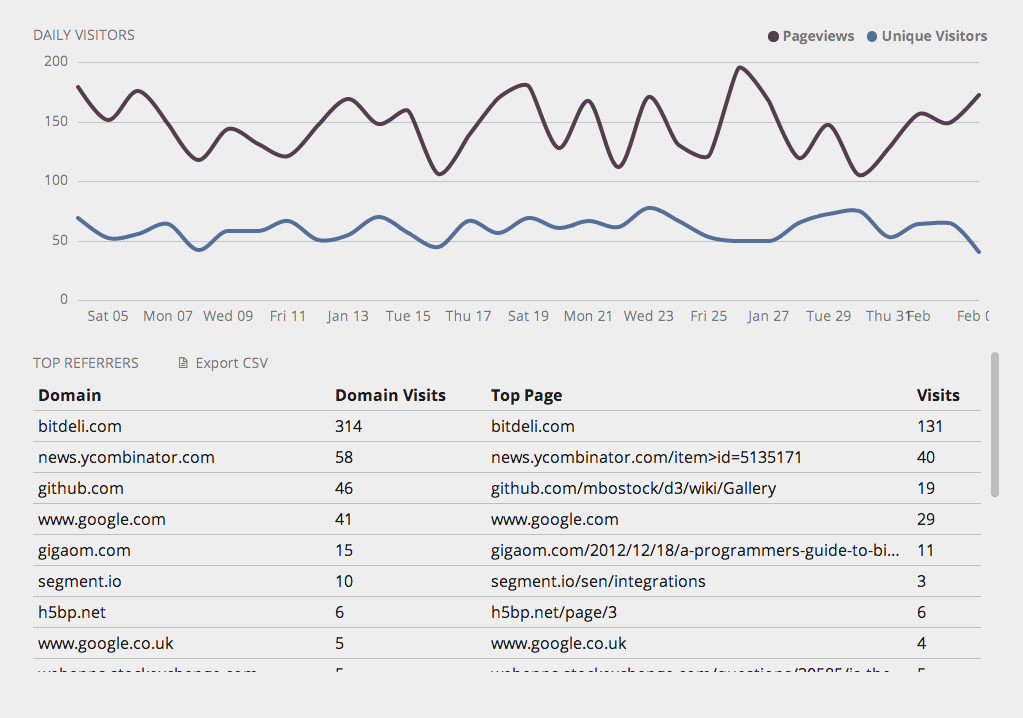 DAILY VISITORS
Pageviews Unique Visitors
200
150
100
50
0
Sat 05 Mon 07 Wed 09 Fri 11 Jan 13 Tue 15 Thu 17 Sat 19 Mon 21 Wed 23 Fri 25 Jan 27 Tue 29 Thu 31 Feb Feb
TOP REFERRERS Export CSV
Domain Domain Visits Top Page Visits
bitdeli.com 314 bitdeli.com 131
news.ycombinator.com 58 news.ycombinator.com/item>id=5135171 40
github.com 46 github.com/mbostock/d3/wiki/Gallery 19
www.google.com 41 www.google.com 29
gigaom.com 15 gigaom.com/2012/12/18/a-programmers-guide-to-bi... 11
segment.io 10 segment.io/sen/integrations 3
h5bp.net 6 h5bp.net/page/3 6
www.google.co.uk 5 www.google.co.uk 4